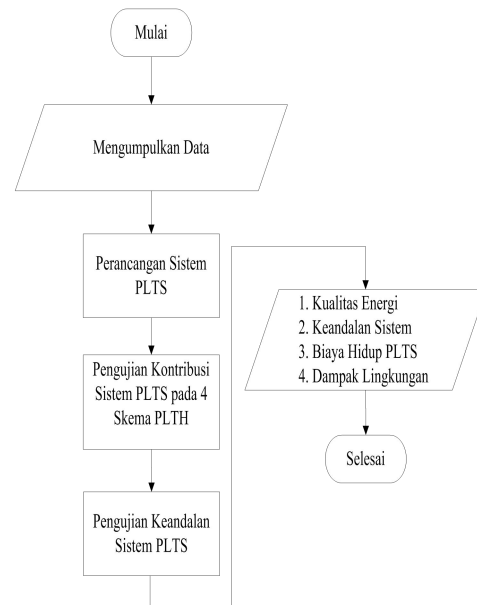 Mulai
Mengumpulkan Data
Perancangan Sistem
PLTS
Pengujian Kontribusi
Sistem PLTS pada 4
Skema PLTH
Pengujian Keandalan
Sistem PLTS
1. Kualitas Energi
2. Keandalan Sistem
3. Biaya Hidup PLTS
4. Dampak Lingkungan
Selesai